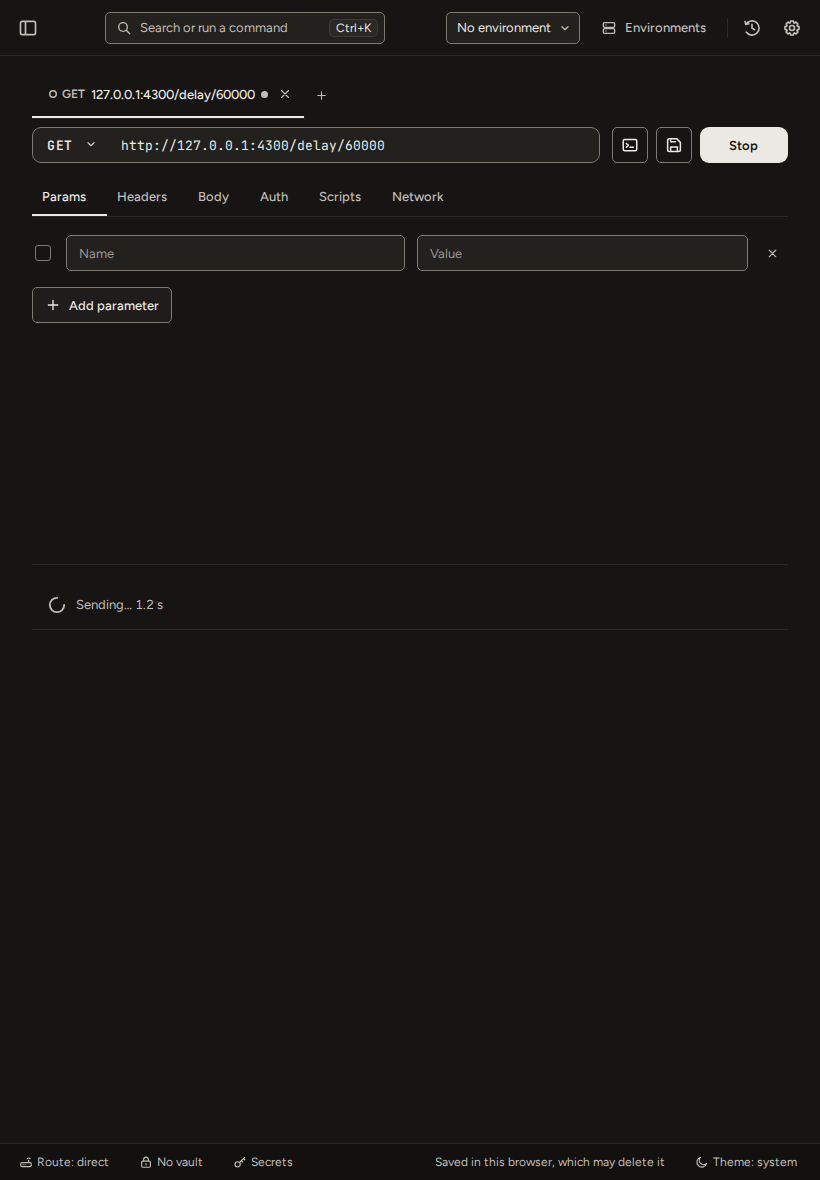 Search or run a command Ctrl+K No environment Environments
GET 127.0.0.1:4300/delay/60000
GET http://127.0.0.1:4300/delay/60000 Stop
Params Headers Body Auth Scripts Network
Name Value
Add parameter
Sending... 1.2 s
Route: direct No vault Secrets Saved in this browser, which may delete it Theme: system